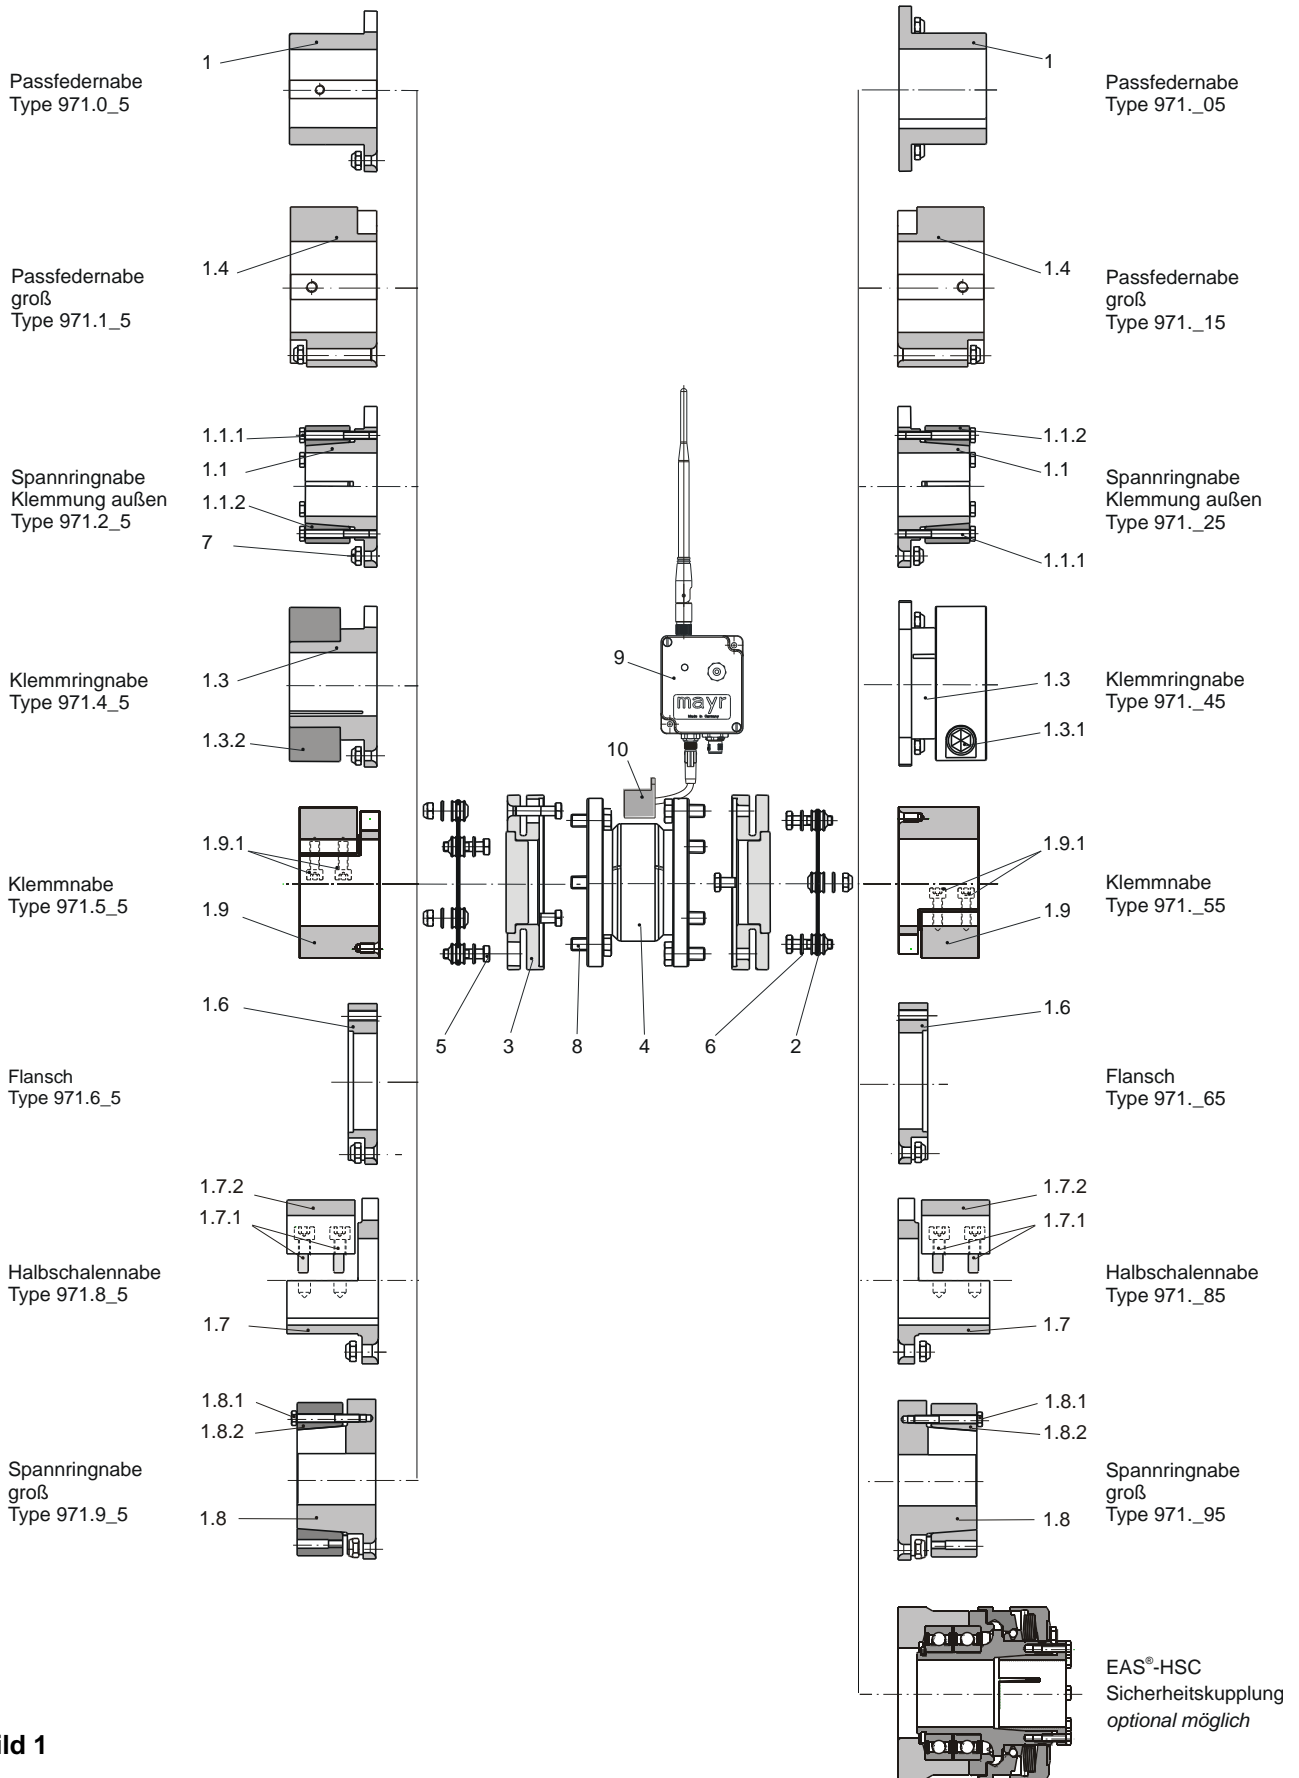 1
Passfedernabe
Type 971.0_5
1
Passfedernabe
Type 971._05
1.4
Passfedernabe
groß
Type 971.1_5
1.4
Passfedernabe
groß
Type 971._15
1.1.1
1.1
Spannringnabe
Klemmung außen
1.1.2
Type 971.2_5
7
1.1.2
1.1
Spannringnabe
Klemmung außen
Type 971._25
1.1.1
9
mayr
Made in Germany
10
1.3
Klemmringnabe
Type 971.4_5
1.3.2
1.3
Klemmringnabe
Type 971._45
1.3.1
1.9.1
Klemmnabe
Type 971.5_5
1.9
1.9.1
Klemmnabe
Type 971._55
1.9
5 3 8 4 6 2
1.6
Flansch
Type 971.6_5
1.6
Flansch
Type 971._65
1.7.2
1.7.1
Halbschalennabe
Type 971.8_5
1.7
1.7.2
1.7.1
Halbschalennabe
Type 971._85
1.7
1.8.1
1.8.2
Spannringnabe
groß
Type 971.9_5
1.8
1.8.1
1.8.2
Spannringnabe
groß
Type 971._95
1.8
EAS®-HSC
Sicherheitskupplung
optional möglich
ild 1